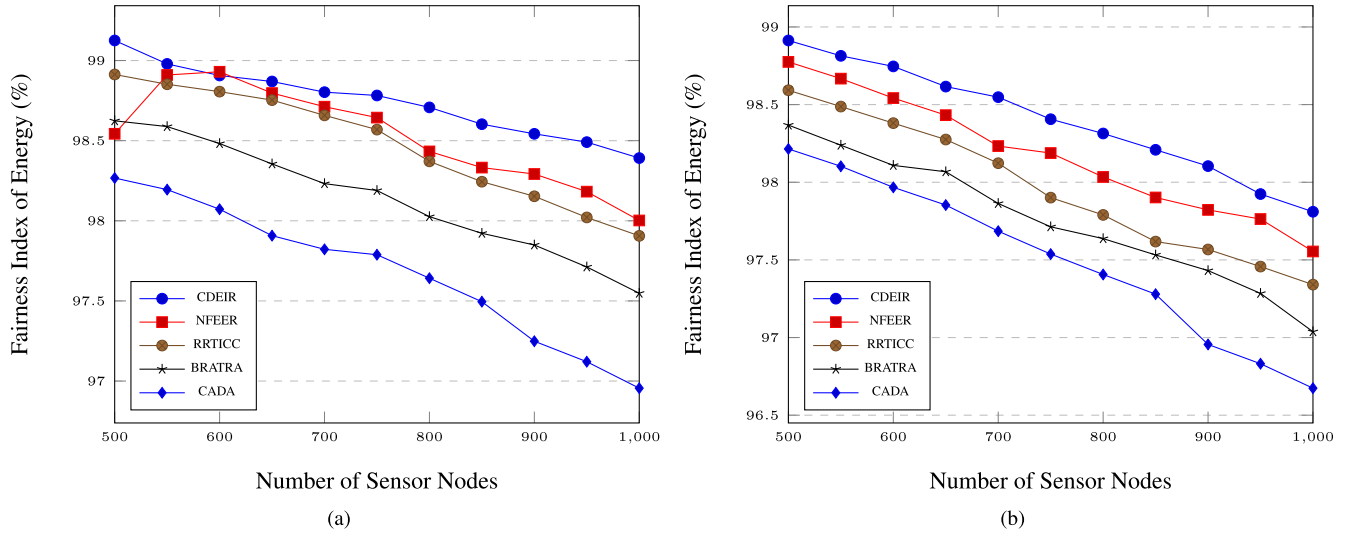 Fairness Index of Energy (%)
99
98.5
98
97.5
97
500
600
700
800
900
1,000
CDEIR
NFEER
RRTICC
BRATRA
CADA
Number of Sensor Nodes
(a)
Fairness Index of Energy (%)
99
98.5
98
97.5
97
96.5
500
600
700
800
900
1,000
CDEIR
NFEER
RRTICC
BRATRA
CADA
Number of Sensor Nodes
(b)